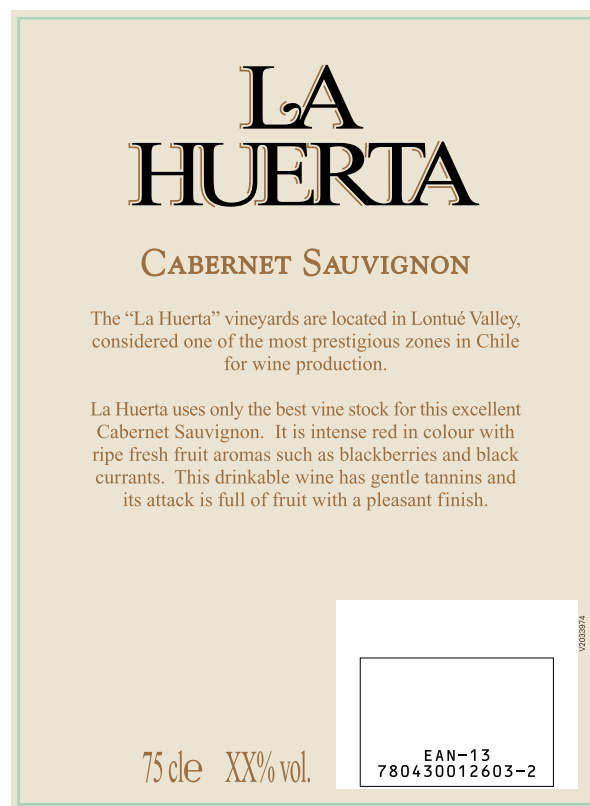 LA
HUERTA
CABERNET SAUVIGNON
The “La Huerta” vineyards are located in Lontué Valley,
considered one of the most prestigious zones in Chile
for wine production.
La Huerta uses only the best vine stock for this excellent
Cabernet Sauvignon.  It is intense red in colour with
ripe fresh fruit aromas such as blackberries and black
currants.  This drinkable wine has gentle tannins and
its attack is full of fruit with a pleasant finish.
V2033974
EAN-13
780430012603-2
75 cl℮ XX% vol.